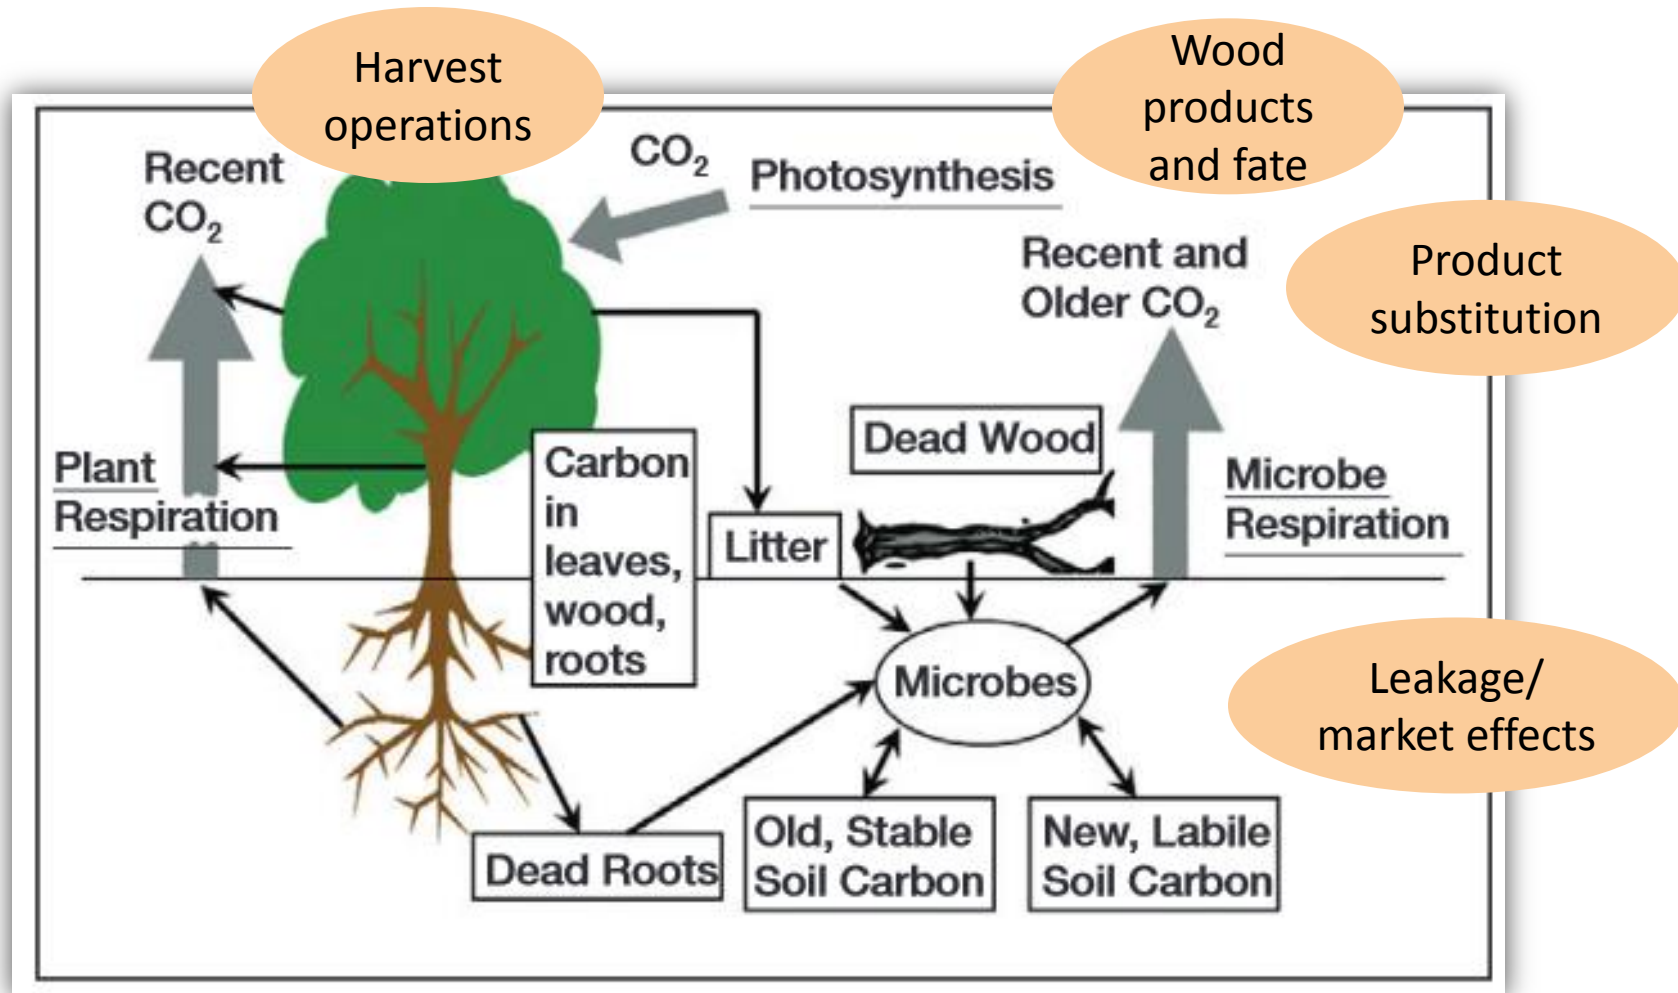 Harvest
operations
Wood
products
and fate
Recent
CO₂
CO₂
Photosynthesis
Recent and
Older CO₂
Product
substitution
Plant
Respiration
Carbon
in
leaves,
wood,
roots
Dead Wood
Litter
Microbe
Respiration
Microbes
Leakage/
market effects
Dead Roots
Old, Stable
Soil Carbon
New, Labile
Soil Carbon